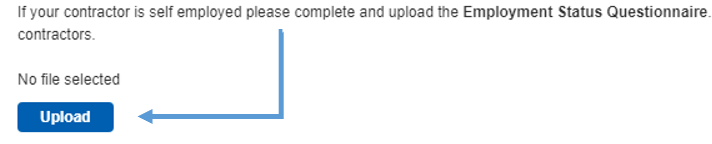 If your contractor is self employed please complete and upload the Employment Status Questionnaire.
contractors.
No file selected
Upload